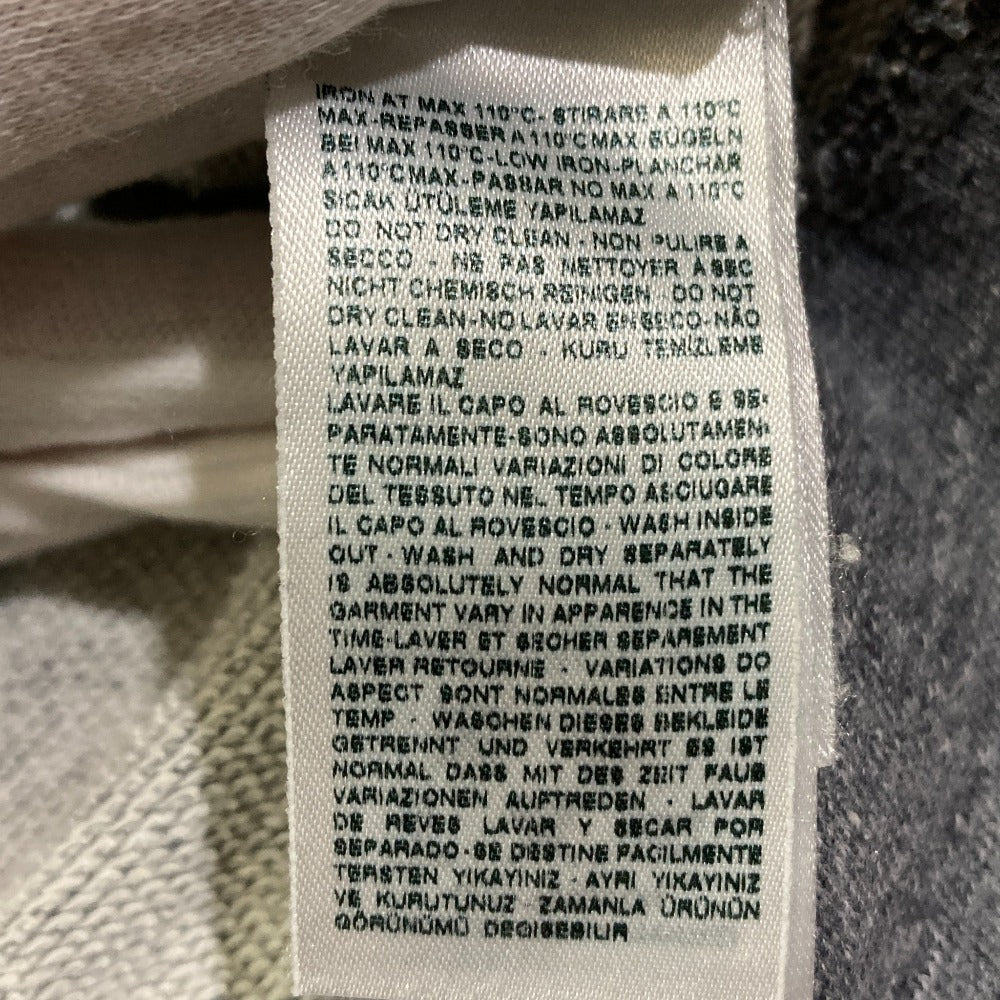 IRON AT MAX 110°C- STIRARE A 110°C
MAX-REPASSER A 110°C MAX. BÜGELN
BEI MAX 110°C-LOW IRON-PLANCHAR
A 110°C MAX.-PASSAR NO MAX A 110°C
SICAK ÜTÜLEME YAPILAMAZ
DO NOT DRY CLEAN - NON PULIRE A
SECCO - NE PAS NETTOYER À SEC
NICHT CHEMISCH REINIGEN - DO NOT
DRY CLEAN-NO LAVAR EN SECO-NÃO
LAVAR A SECO - KURU TEMIZLEME
YAPILAMAZ
LAVARE IL CAPO AL ROVESCIO E SE-
PARATAMENTE-SONO ASSOLUTAMEN-
TE NORMALI VARIAZIONI DI COLORE
DEL TESSUTO NEL TEMPO ASCIUGARE
IL CAPO AL ROVESCIO - WASH INSIDE
OUT - WASH AND DRY SEPARATELY
IS ABSOLUTELY NORMAL THAT THE
GARMENT VARY IN APPARENCE IN THE
TIME-LAVER ET SECHER SEPAREMENT
LAVER RETOURNE - VARIATIONS DO
ASPECT SONT NORMALES ENTRE LE
TEMP - WASCHEN DIESES BEKLEIDE
GETRENNT UND VERKEHRT ES IST
NORMAL DASS MIT DES ZEIT FAUS
VARIAZIONEN AUFTREDEN - LAVAR
DE REVES LAVAR Y SECAR POR
SEPARADO-SE DESTINE FACILMENTE
TERSTEN YIKAYINIZ - AYRI YIKAYINIZ
VE KURUTUNUZ - ZAMANLA ÜRÜNÜN
GÖRÜNÜMÜ DEGISEBILIR